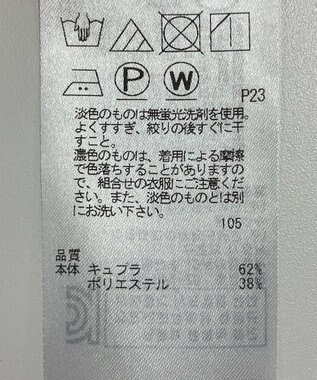 P
W
P23
淡色のものは無蛍光洗剤を使用。
よくすすぎ、絞りの後すぐに干
すこと。
濃色のものは、着用による摩擦
で色落ちすることがありますの
で、組合せの衣服にご注意くだ
さい。また、淡色のものとは別
にお洗い下さい。
105
品質
本体 キュプラ 62%
ポリエステル 38%